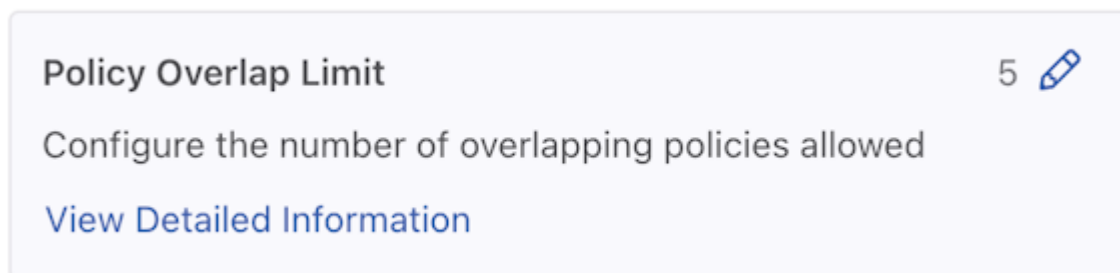 Policy Overlap Limit 5
Configure the number of overlapping policies allowed
View Detailed Information